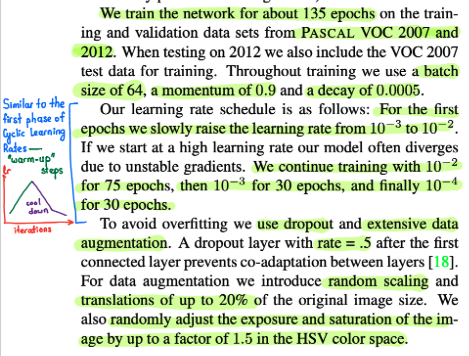 We train the network for about 135 epochs on the train-
ing and validation data sets from PASCAL VOC 2007 and
2012. When testing on 2012 we also include the VOC 2007
test data for training. Throughout training we use a batch
size of 64, a momentum of 0.9 and a decay of 0.0005.
Similar to the
first phase of
Cyclic Learning
Rates—
"warm-up"
lr steps
cool
down
iterations
Our learning rate schedule is as follows: For the first
epochs we slowly raise the learning rate from 10⁻³ to 10⁻².
If we start at a high learning rate our model often diverges
due to unstable gradients. We continue training with 10⁻²
for 75 epochs, then 10⁻³ for 30 epochs, and finally 10⁻⁴
for 30 epochs.
To avoid overfitting we use dropout and extensive data
augmentation. A dropout layer with rate = .5 after the first
connected layer prevents co-adaptation between layers [18].
For data augmentation we introduce random scaling and
translations of up to 20% of the original image size. We
also randomly adjust the exposure and saturation of the im-
age by up to a factor of 1.5 in the HSV color space.